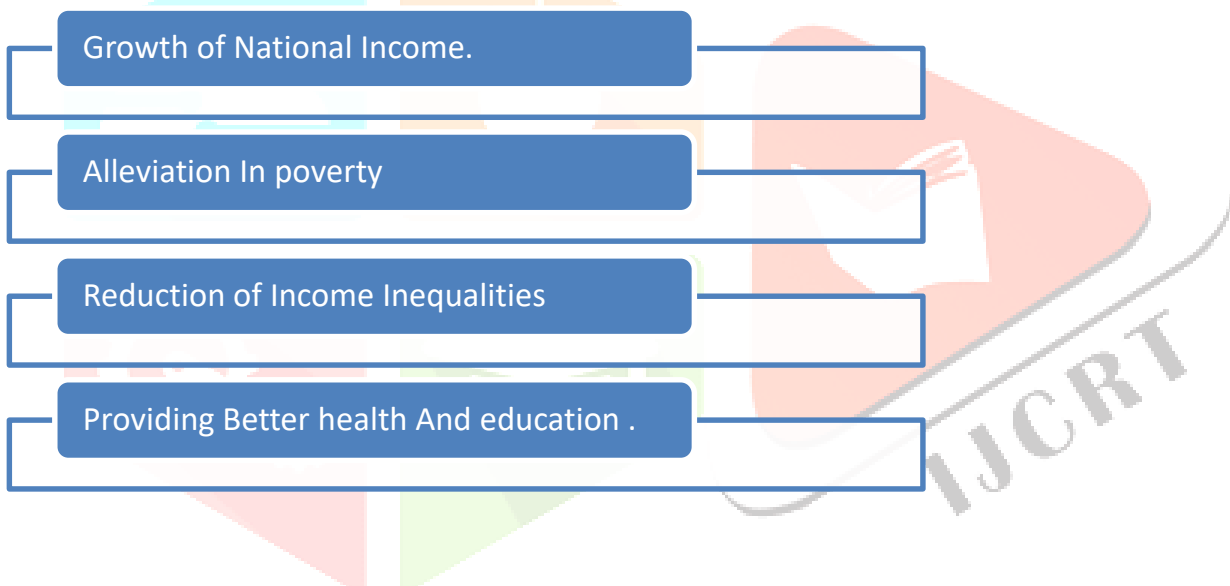 Growth of National Income.
Alleviation In poverty
Reduction of Income Inequalities
Providing Better health And education .
IJCRT